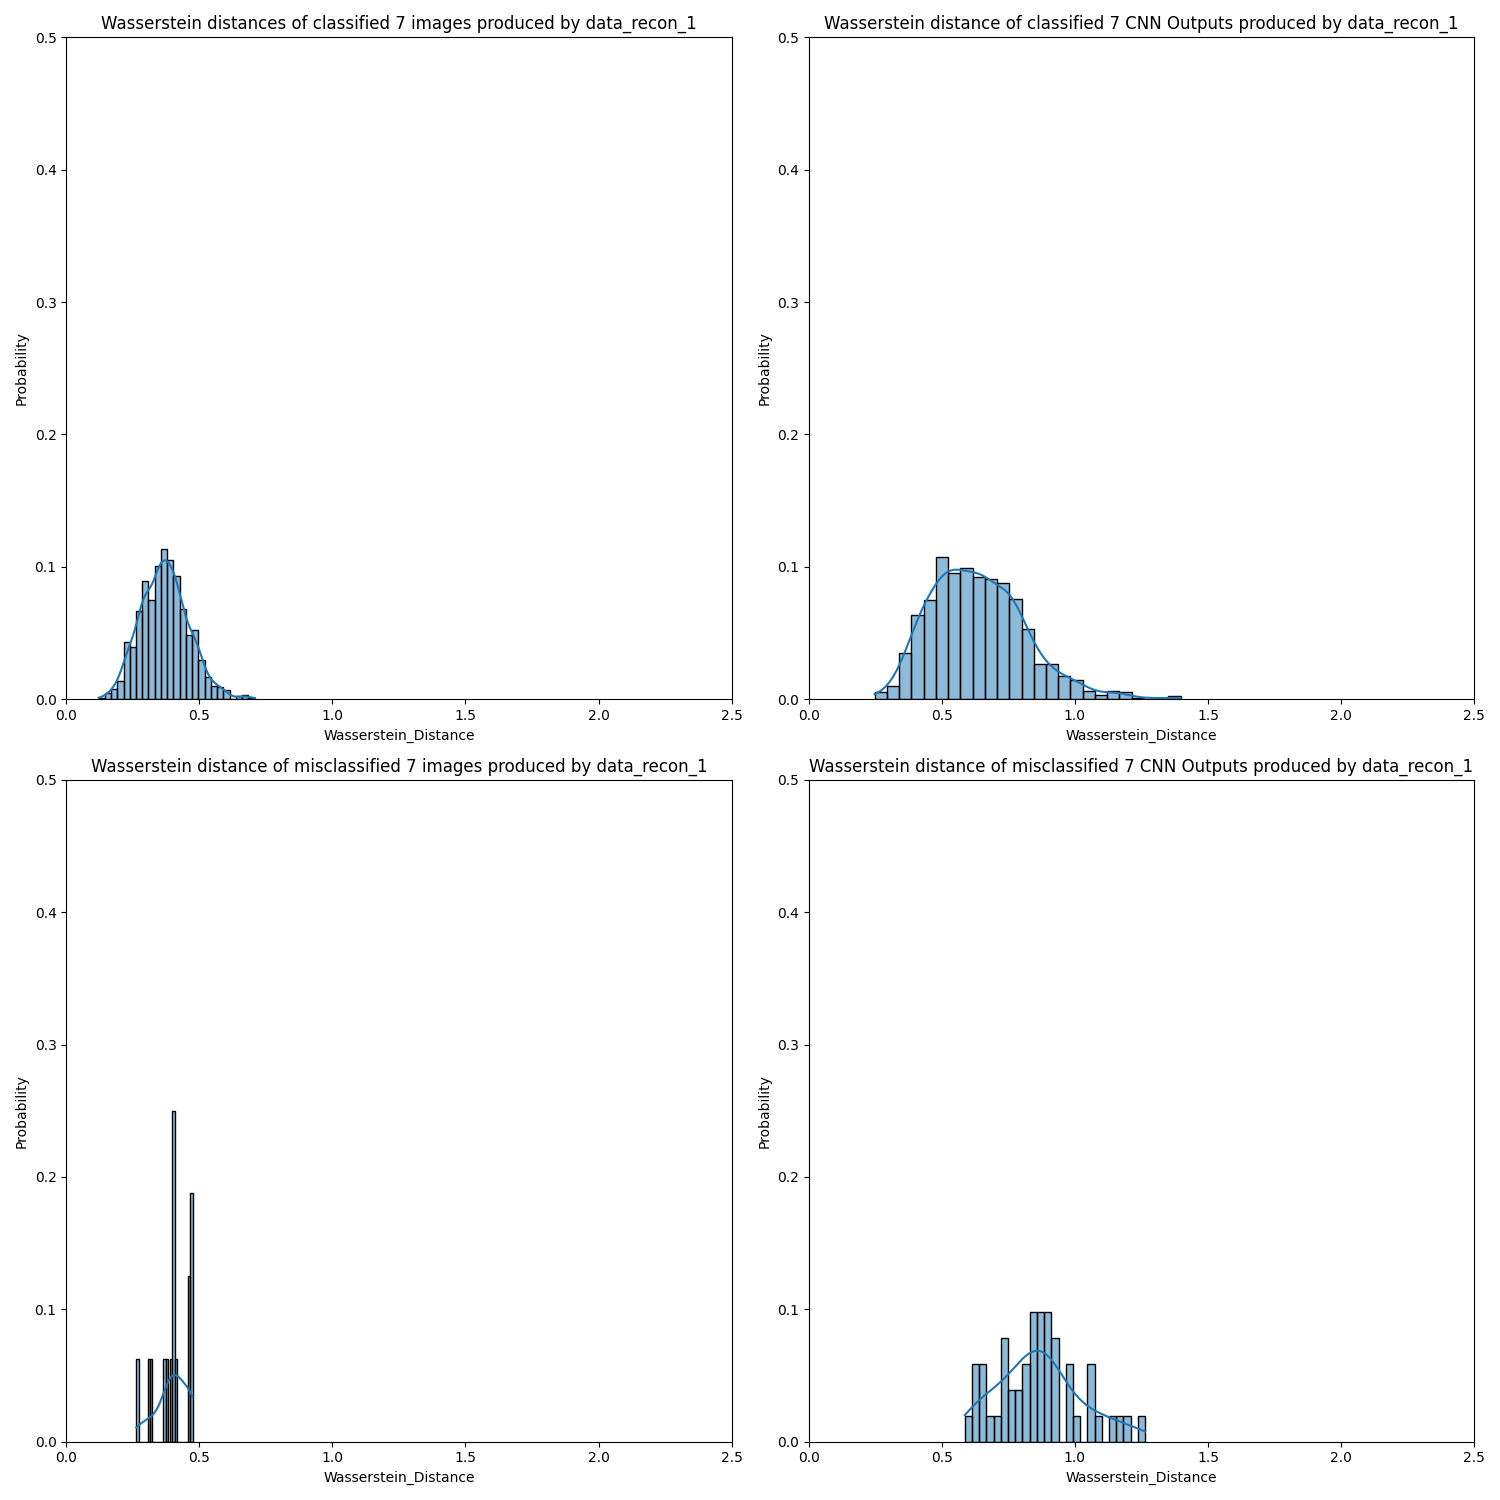 Wasserstein distances of classified 7 images produced by data_recon_1
0.5
0.4
0.3
0.2
0.1
0.0
Probability
0.0 0.5 1.0 1.5 2.0 2.5
Wasserstein_Distance
Wasserstein distance of classified 7 CNN Outputs produced by data_recon_1
0.5
0.4
0.3
0.2
0.1
0.0
Probability
0.0 0.5 1.0 1.5 2.0 2.5
Wasserstein_Distance
Wasserstein distance of misclassified 7 images produced by data_recon_1
0.5
0.4
0.3
0.2
0.1
0.0
Probability
0.0 0.5 1.0 1.5 2.0 2.5
Wasserstein_Distance
Wasserstein distance of misclassified 7 CNN Outputs produced by data_recon_1
0.5
0.4
0.3
0.2
0.1
0.0
Probability
0.0 0.5 1.0 1.5 2.0 2.5
Wasserstein_Distance